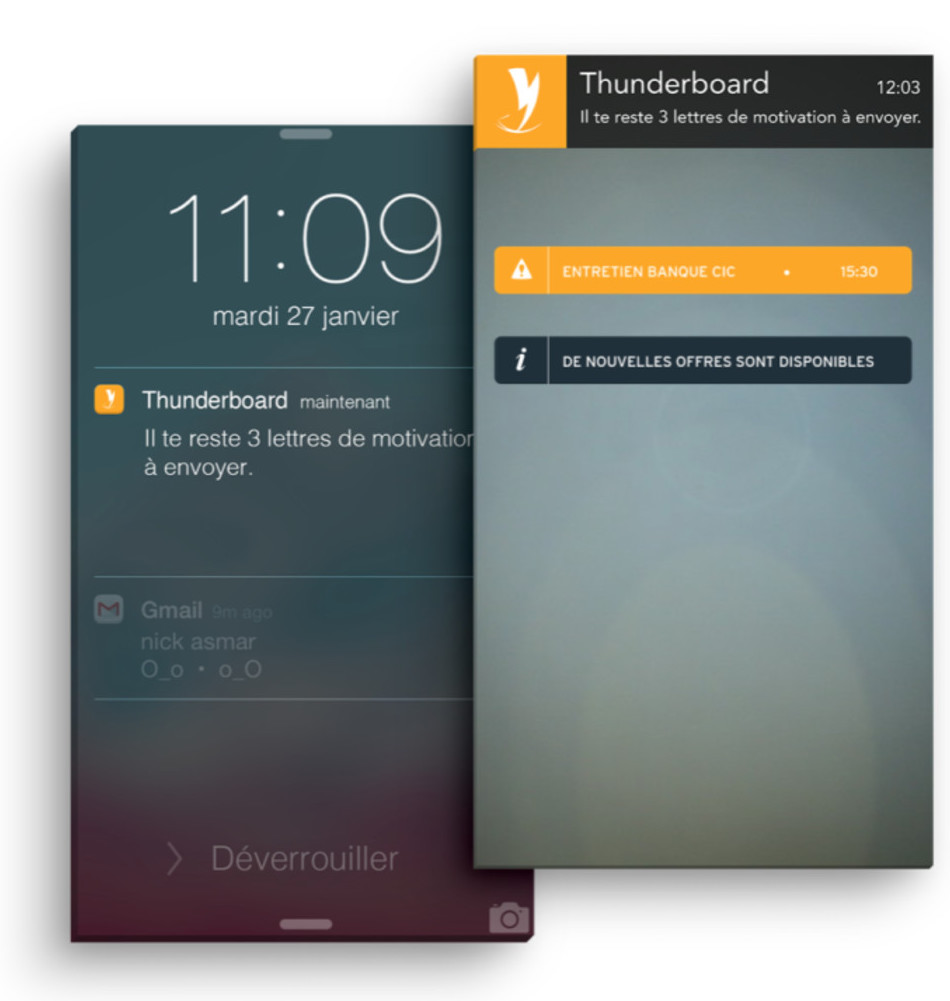 11:09
mardi 27 janvier
Thunderboard maintenant
Il te reste 3 lettres de motivation
à envoyer.
Gmail 9m ago
nick asmar
O_o • o_O
Déverrouiller
Thunderboard 12:03
Il te reste 3 lettres de motivation à envoyer.
ENTRETIEN BANQUE CIC • 15:30
i DE NOUVELLES OFFRES SONT DISPONIBLES